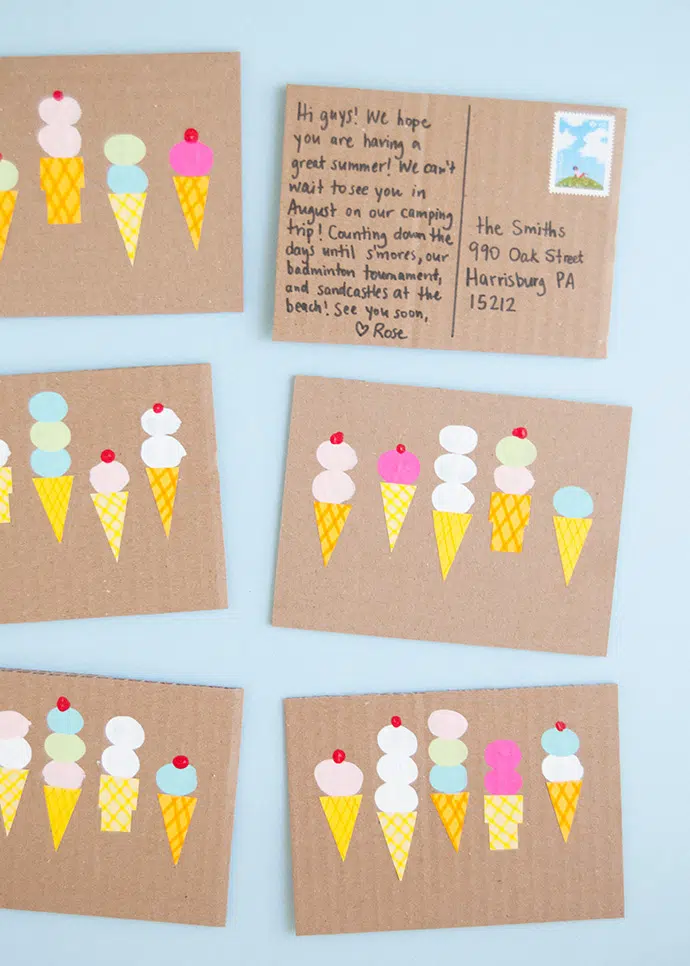 Hi guys! We hope
you are having a
great summer! We can't
wait to see you in
August on our camping
trip! Counting down the
days until s'mores, our
badminton tournament,
and sandcastles at the
beach! See you soon,
♡ Rose
the Smiths
990 Oak Street
Harrisburg PA
15212